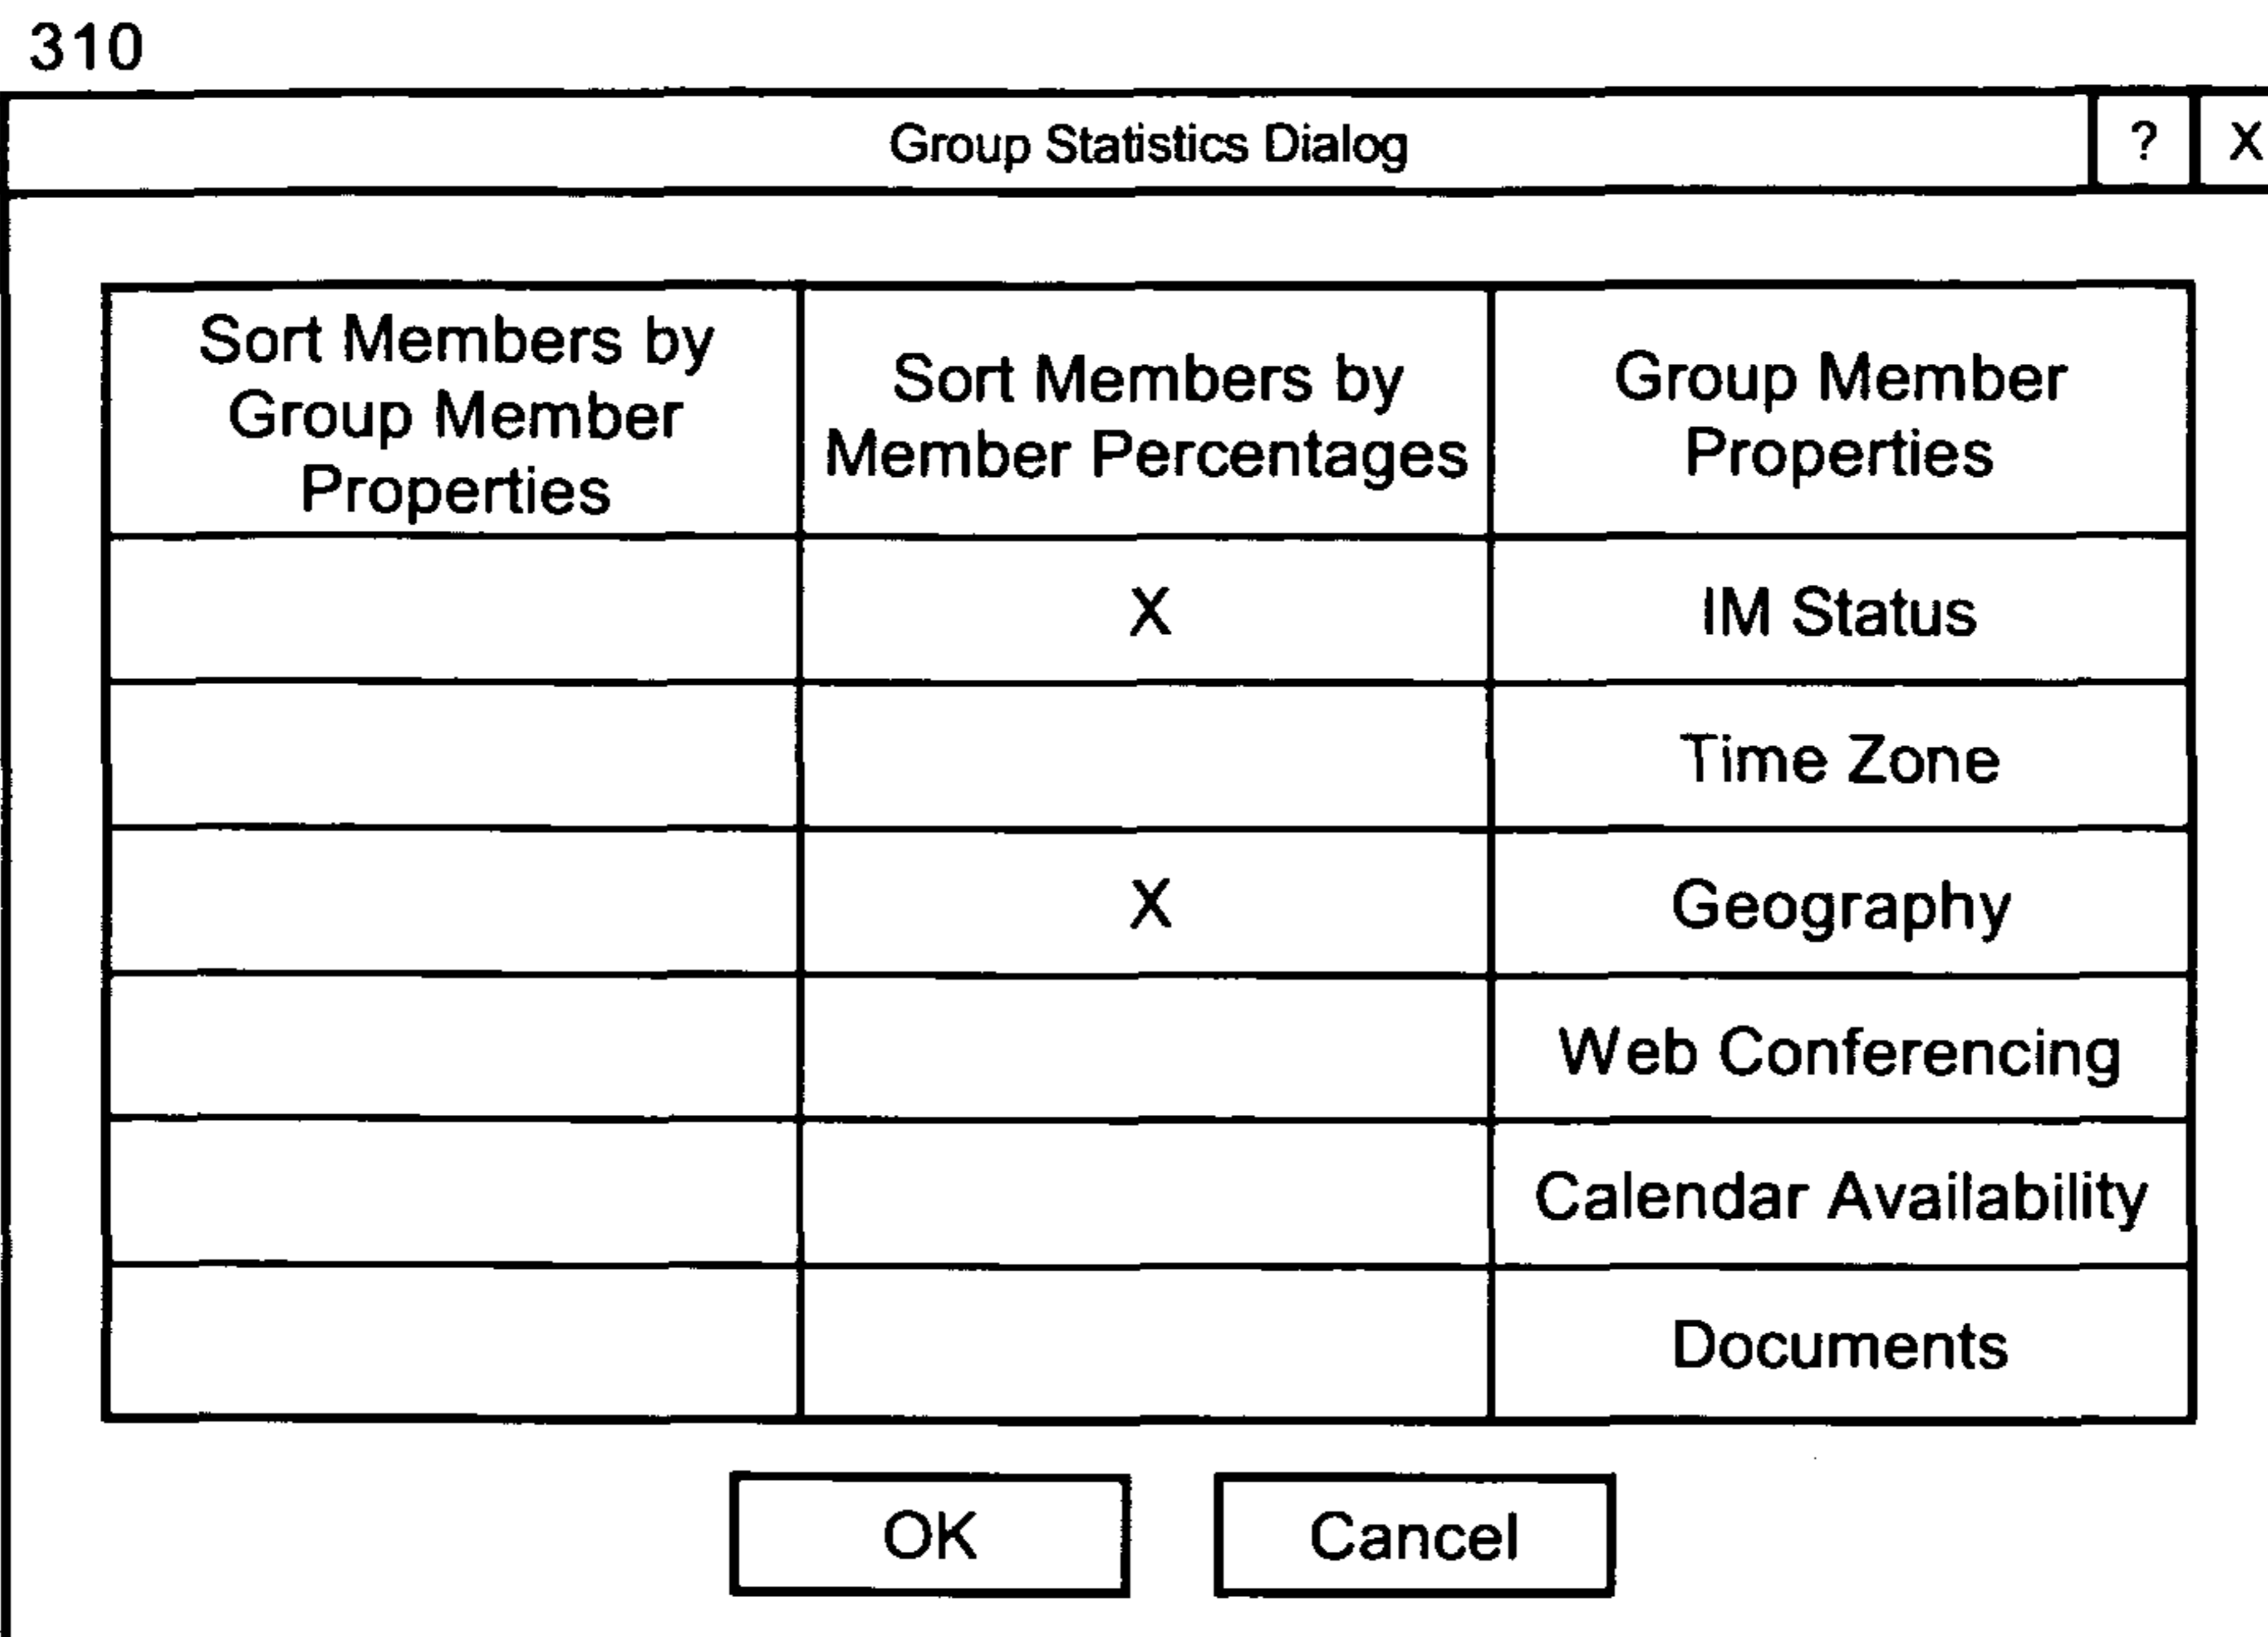 310
Group Statistics Dialog ? X
Sort Members by
Group Member
Properties
Sort Members by
Member Percentages
Group Member
Properties
X IM Status
Time Zone
X Geography
Web Conferencing
Calendar Availability
Documents
OK Cancel